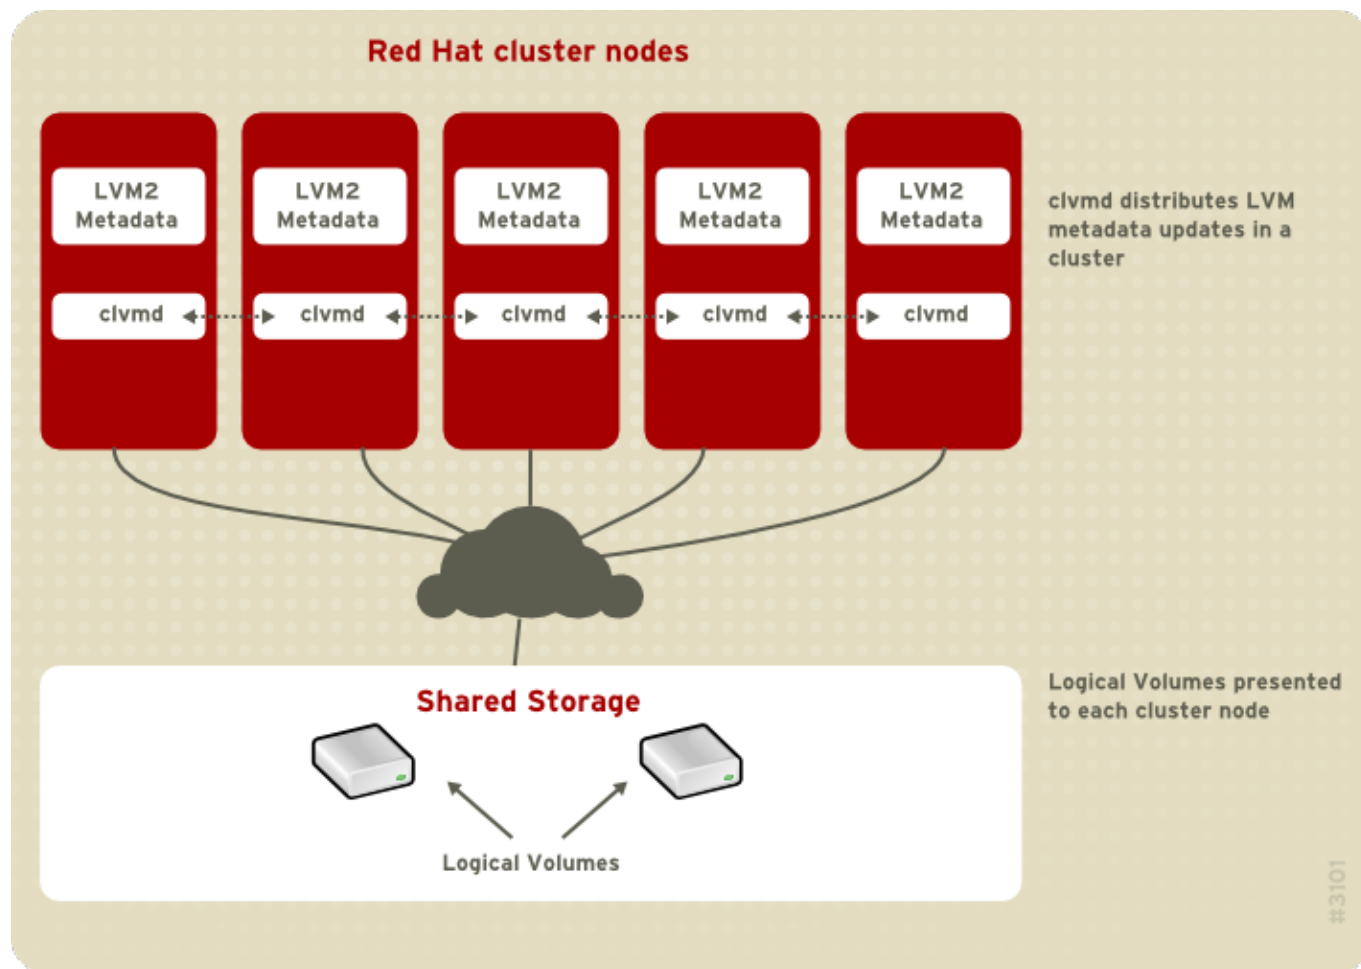 Red Hat cluster nodes
LVM2
Metadata
LVM2
Metadata
LVM2
Metadata
LVM2
Metadata
LVM2
Metadata
clvmd distributes LVM
metadata updates in a
cluster
clvmd
clvmd
clvmd
clvmd
clvmd
Shared Storage
Logical Volumes presented
to each cluster node
Logical Volumes
#3101